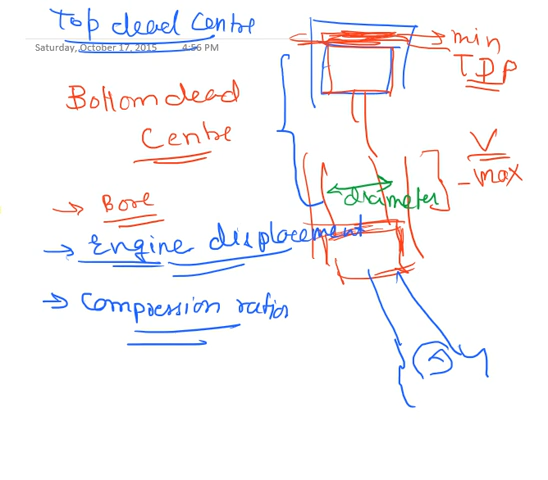 Top dead Centre
Saturday, October 17, 2015 4:56 PM
min
TDP
Bottom dead
Centre
V
-max
diameter
→ Bore
→ Engine displacement
→ Compression ratios